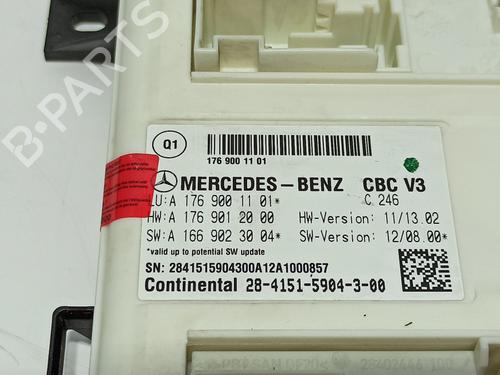 B-PARTS
Q1
176 900 11 01
MERCEDES-BENZ CBC V3
LU: A 176 900 11 01* C 246
HW: A 176 901 20 00 HW-Version: 11/13.02
SW: A 166 902 30 04* SW-Version: 12/08.00*
*valid up to potential SW update
SN: 2841515904300A12A1000857
Continental 28-4151-5904-3-00